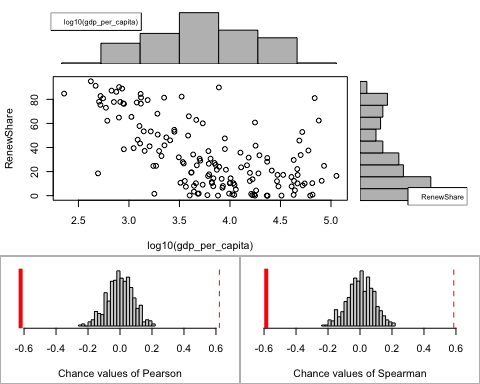 log10(gdp_per_capita)
RenewShare
0 20 40 60 80
2.5 3.0 3.5 4.0 4.5 5.0
log10(gdp_per_capita)
RenewShare
-0.6 -0.4 -0.2 0.0 0.2 0.4 0.6
Chance values of Pearson
-0.6 -0.4 -0.2 0.0 0.2 0.4 0.6
Chance values of Spearman